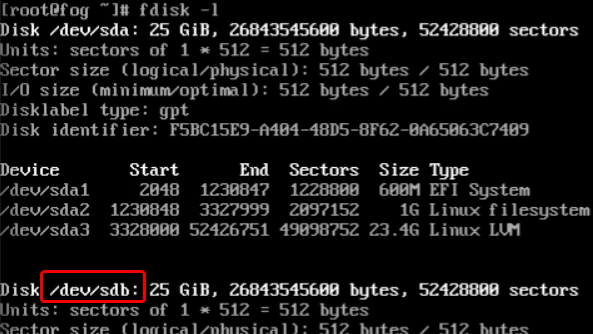 [root@fog ~]# fdisk -l
Disk /dev/sda: 25 GiB, 26843545600 bytes, 52428800 sectors
Units: sectors of 1 * 512 = 512 bytes
Sector size (logical/physical): 512 bytes / 512 bytes
I/O size (minimum/optimal): 512 bytes / 512 bytes
Disklabel type: gpt
Disk identifier: F5BC15E9-A404-48D5-8F62-0A65063C7409
Device Start End Sectors Size Type
/dev/sda1 2048 1230847 1228800 600M EFI System
/dev/sda2 1230848 3327999 2097152 1G Linux filesystem
/dev/sda3 3328000 52426751 49098752 23.4G Linux LVM
Disk /dev/sdb: 25 GiB, 26843545600 bytes, 52428800 sectors
Units: sectors of 1 * 512 = 512 bytes
Sector size (logical/physical): 512 bytes / 512 bytes